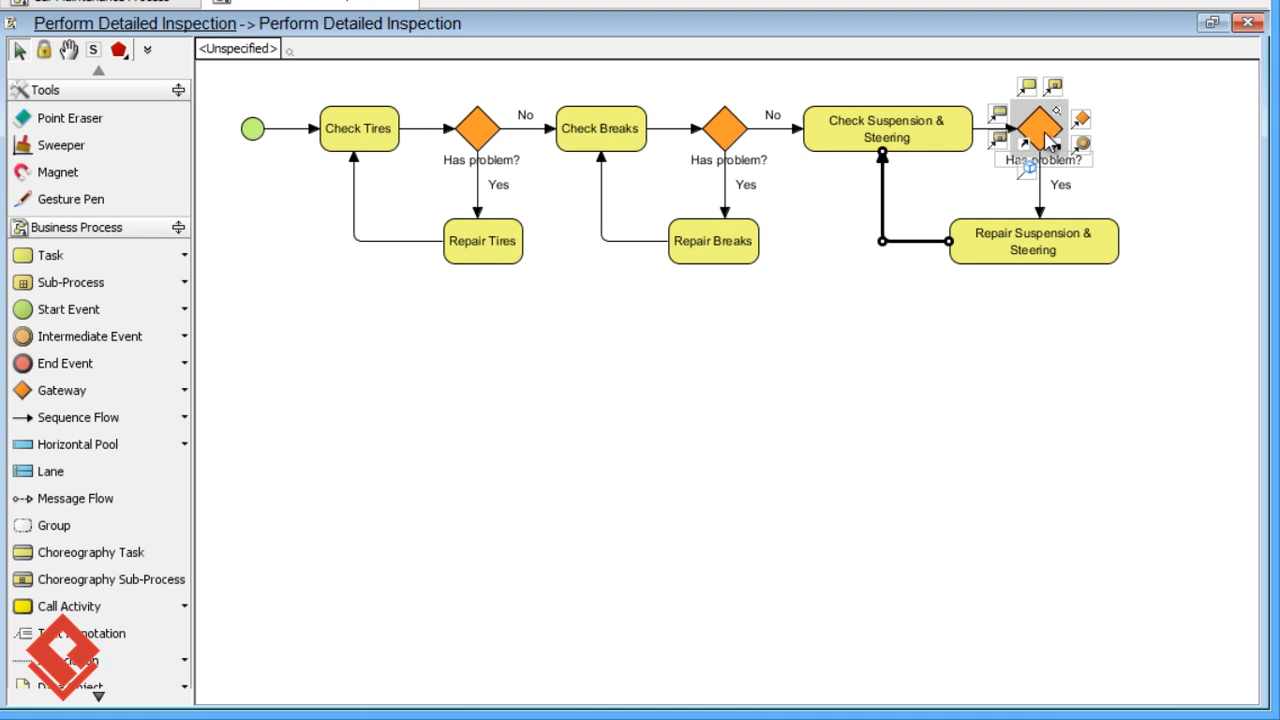 Perform Detailed Inspection -> Perform Detailed Inspection
S
<Unspecified>
Tools
Point Eraser
Sweeper
Magnet
Gesture Pen
Business Process
Task
Sub-Process
Start Event
Intermediate Event
End Event
Gateway
Sequence Flow
Horizontal Pool
Lane
Message Flow
Group
Choreography Task
Choreography Sub-Process
Call Activity
Check Tires
No
Check Breaks
No
Check Suspension &
Steering
Has problem?
Has problem?
Has problem?
Yes
Yes
Yes
Repair Tires
Repair Breaks
Repair Suspension &
Steering